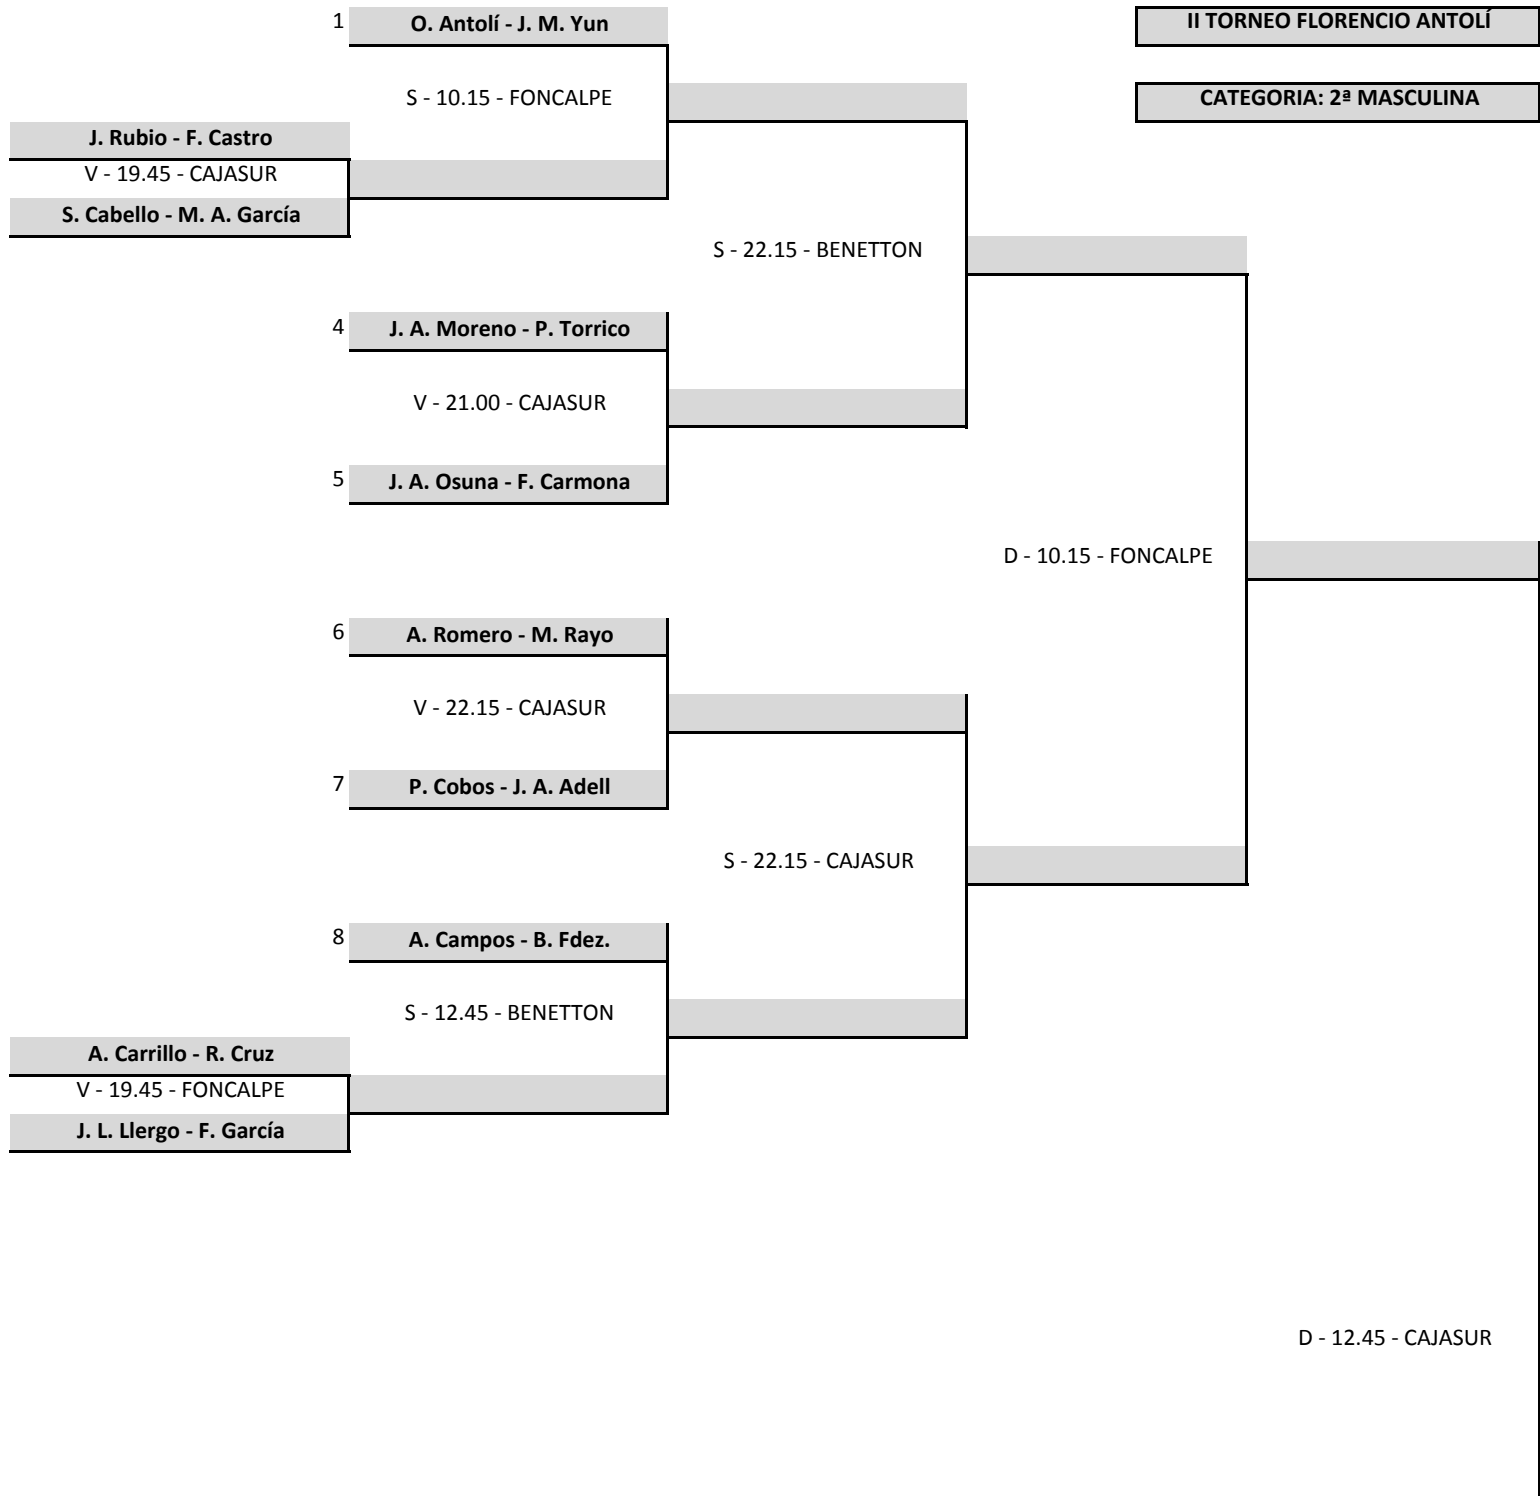 1 O. Antolí - J. M. Yun
II TORNEO FLORENCIO ANTOLÍ
S - 10.15 - FONCALPE
CATEGORIA: 2ª MASCULINA
J. Rubio - F. Castro
V - 19.45 - CAJASUR
S. Cabello - M. A. García
S - 22.15 - BENETTON
4 J. A. Moreno - P. Torrico
V - 21.00 - CAJASUR
5 J. A. Osuna - F. Carmona
D - 10.15 - FONCALPE
6 A. Romero - M. Rayo
V - 22.15 - CAJASUR
7 P. Cobos - J. A. Adell
S - 22.15 - CAJASUR
8 A. Campos - B. Fdez.
S - 12.45 - BENETTON
A. Carrillo - R. Cruz
V - 19.45 - FONCALPE
J. L. Llergo - F. García
D - 12.45 - CAJASUR